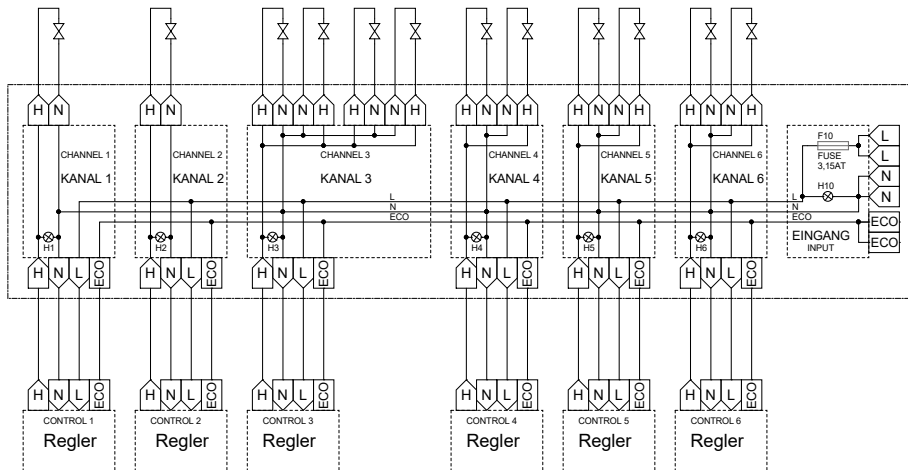 H N H N H N N H H N N H H N N H H N N H H N N H
CHANNEL 1 CHANNEL 2 CHANNEL 3 CHANNEL 4 CHANNEL 5 CHANNEL 6
KANAL 1 KANAL 2 KANAL 3 KANAL 4 KANAL 5 KANAL 6
F10
FUSE
3,15AT
L
L
H10
N
N
L L
N N
ECO ECO
ECO
ECO
EINGANG
INPUT
H1 H2 H3 H4 H5 H6
H N L ECO H N L ECO H N L ECO H N L ECO H N L ECO H N L ECO
H N L ECO H N L ECO H N L ECO H N L ECO H N L ECO H N L ECO
CONTROL 1 CONTROL 2 CONTROL 3 CONTROL 4 CONTROL 5 CONTROL 6
Regler Regler Regler Regler Regler Regler